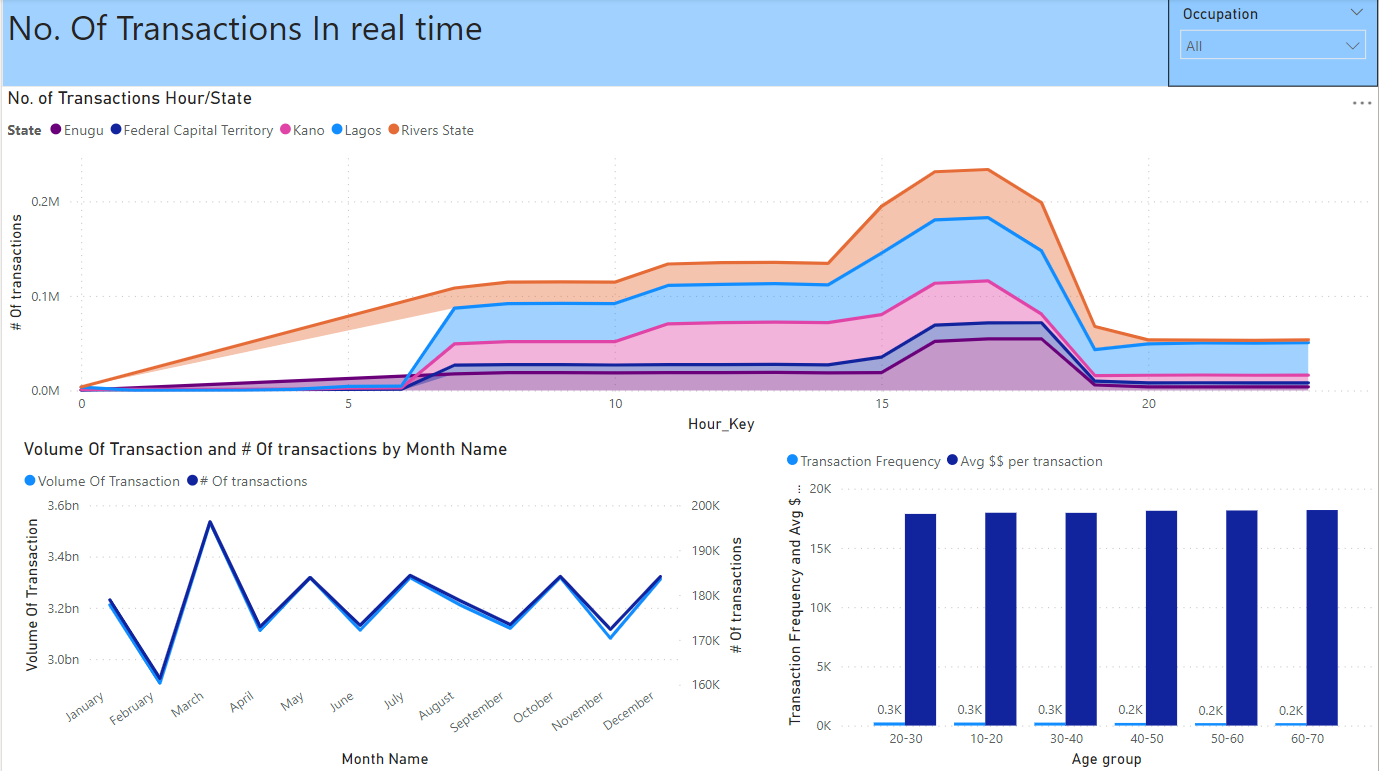 No. Of Transactions In real time
Occupation
All
No. of Transactions Hour/State
State Enugu Federal Capital Territory Kano Lagos Rivers State
# Of transactions
0.2M
0.1M
0.0M
0 5 10 15 20
Hour_Key
Volume Of Transaction and # Of transactions by Month Name
Volume Of Transaction # Of transactions
Volume Of Transaction
3.6bn
3.4bn
3.2bn
3.0bn
200K
190K
180K
170K
160K
# Of transactions
January February March April May June July August September October November December
Month Name
Transaction Frequency Avg $$ per transaction
Transaction Frequency and Avg $ ...
20K
15K
10K
5K
0K
0.3K 0.3K 0.3K 0.2K 0.2K 0.2K
20-30 10-20 30-40 40-50 50-60 60-70
Age group